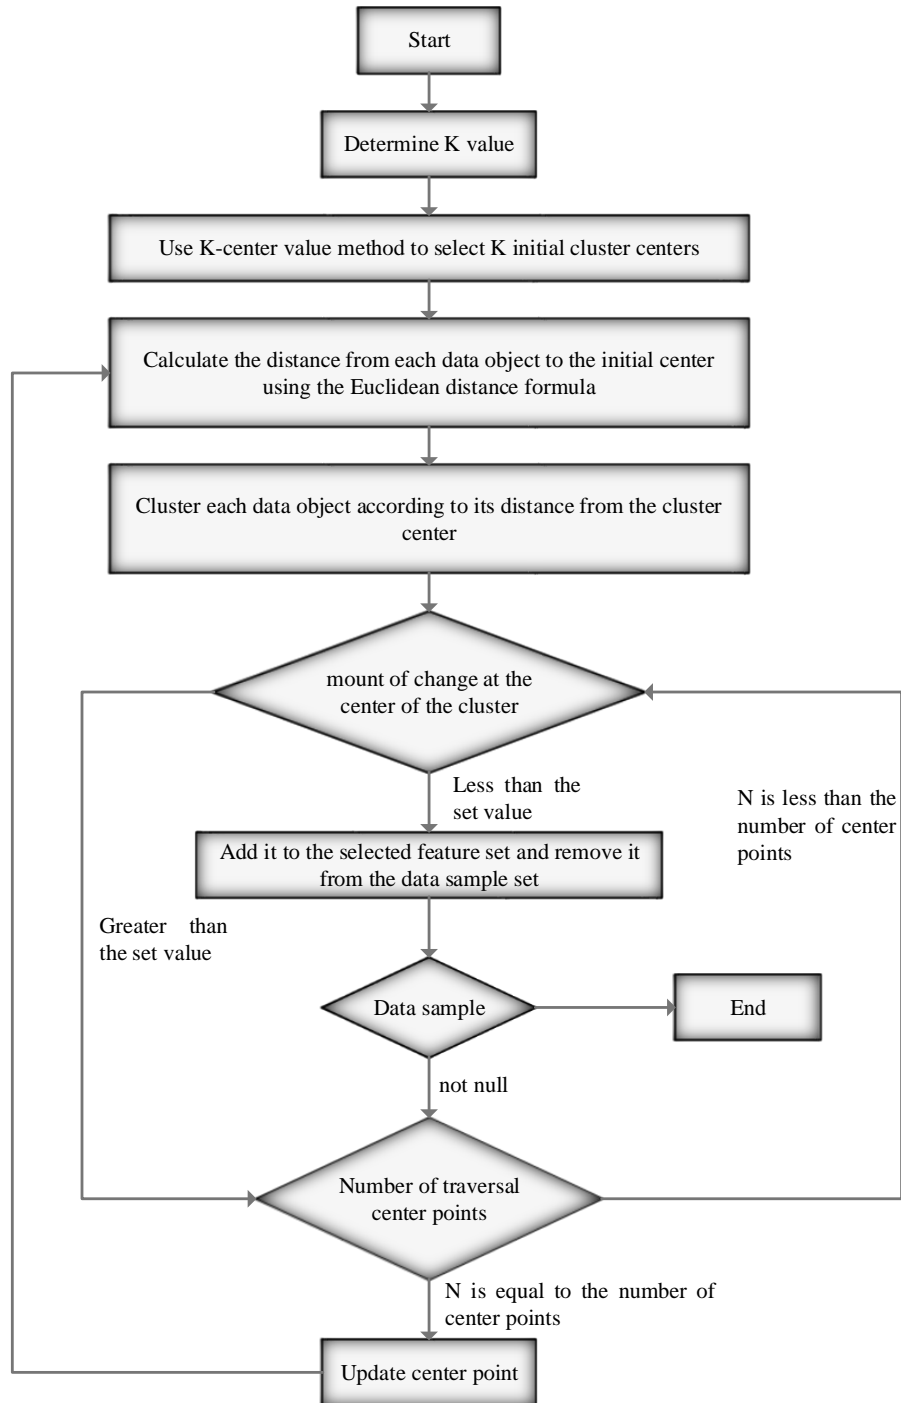 Start
Determine K value
Use K-center value method to select K initial cluster centers
Calculate the distance from each data object to the initial center
using the Euclidean distance formula
Cluster each data object according to its distance from the cluster
center
mount of change at the
center of the cluster
Less than the
set value
N is less than the
number of center
points
Add it to the selected feature set and remove it
from the data sample set
Greater than
the set value
Data sample
End
not null
Number of traversal
center points
N is equal to the number of
center points
Update center point